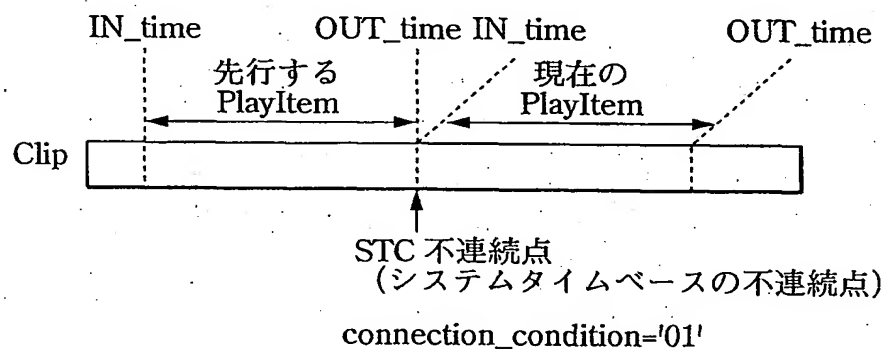 IN_time OUT_time IN_time OUT_time
先行する
PlayItem
現在の
PlayItem
Clip
STC 不連続点
（システムタイムベースの不連続点）
connection_condition='01'